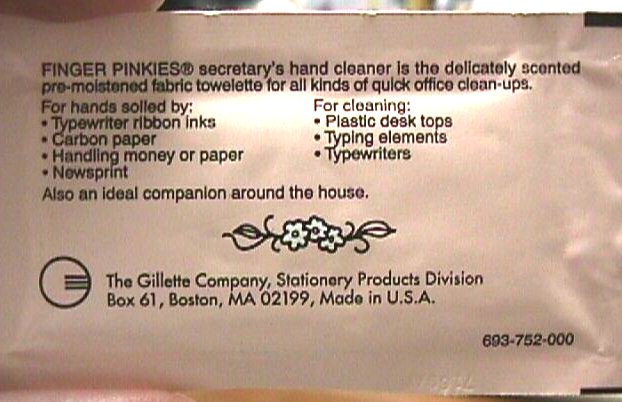 FINGER PINKIES® secretary's hand cleaner is the delicately scented
pre-moistened fabric towelette for all kinds of quick office clean-ups.
For hands soiled by:
• Typewriter ribbon inks
• Carbon paper
• Handling money or paper
• Newsprint
For cleaning:
• Plastic desk tops
• Typing elements
• Typewriters
Also an ideal companion around the house.
The Gillette Company, Stationery Products Division
Box 61, Boston, MA 02199, Made in U.S.A.
693-752-000